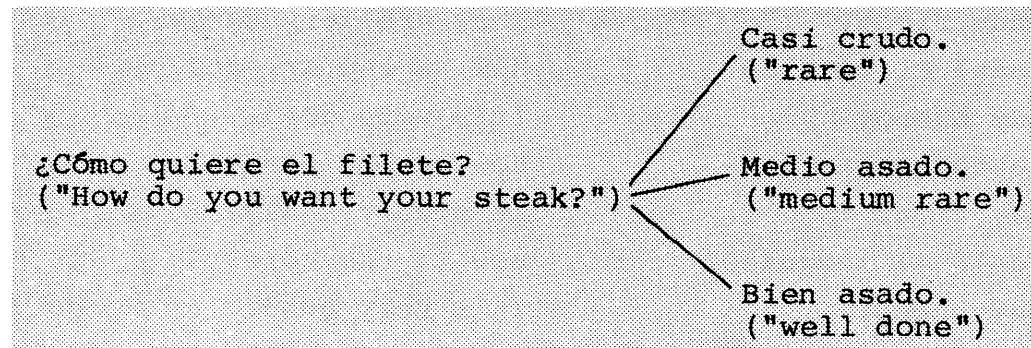 Casi crudo.
("rare")
¿Cómo quiere el filete?
("How do you want your steak?")
Medio asado.
("medium rare")
Bien asado.
("well done")